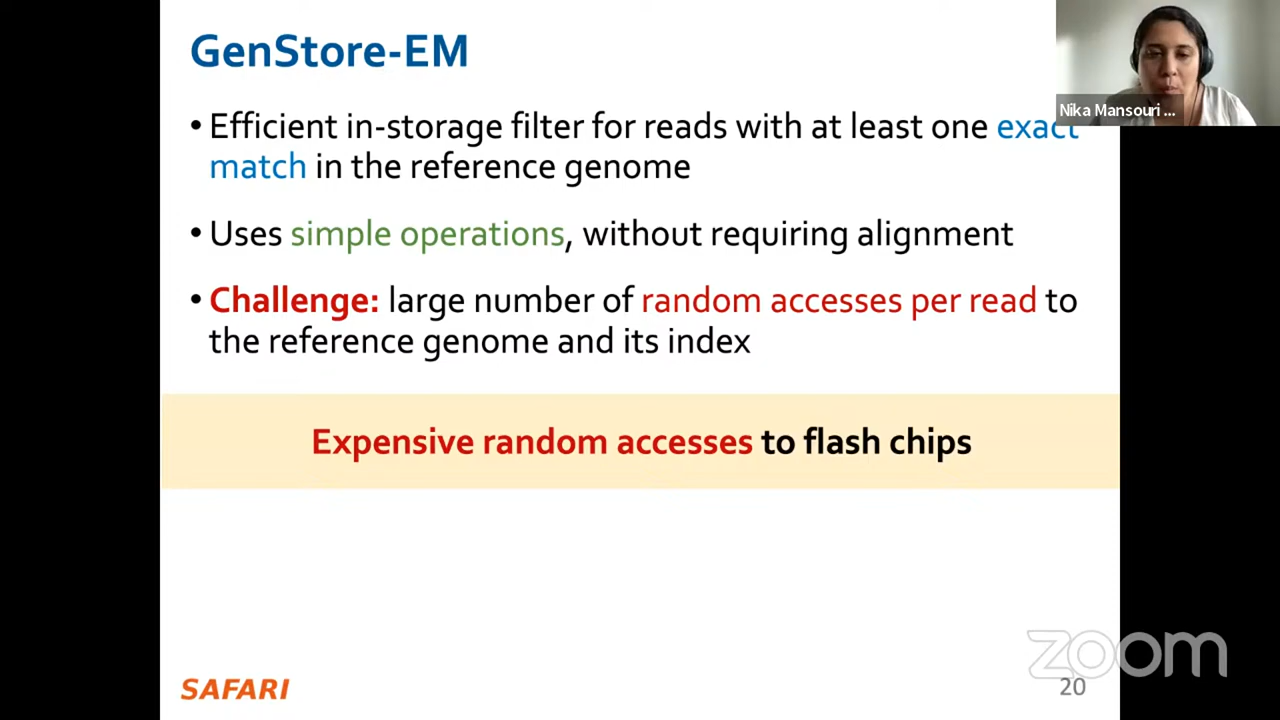 GenStore-EM
Nika Mansouri ...
• Efficient in-storage filter for reads with at least one exact
match in the reference genome
• Uses simple operations, without requiring alignment
• Challenge: large number of random accesses per read to
the reference genome and its index
Expensive random accesses to flash chips
zoom
SAFARI
20